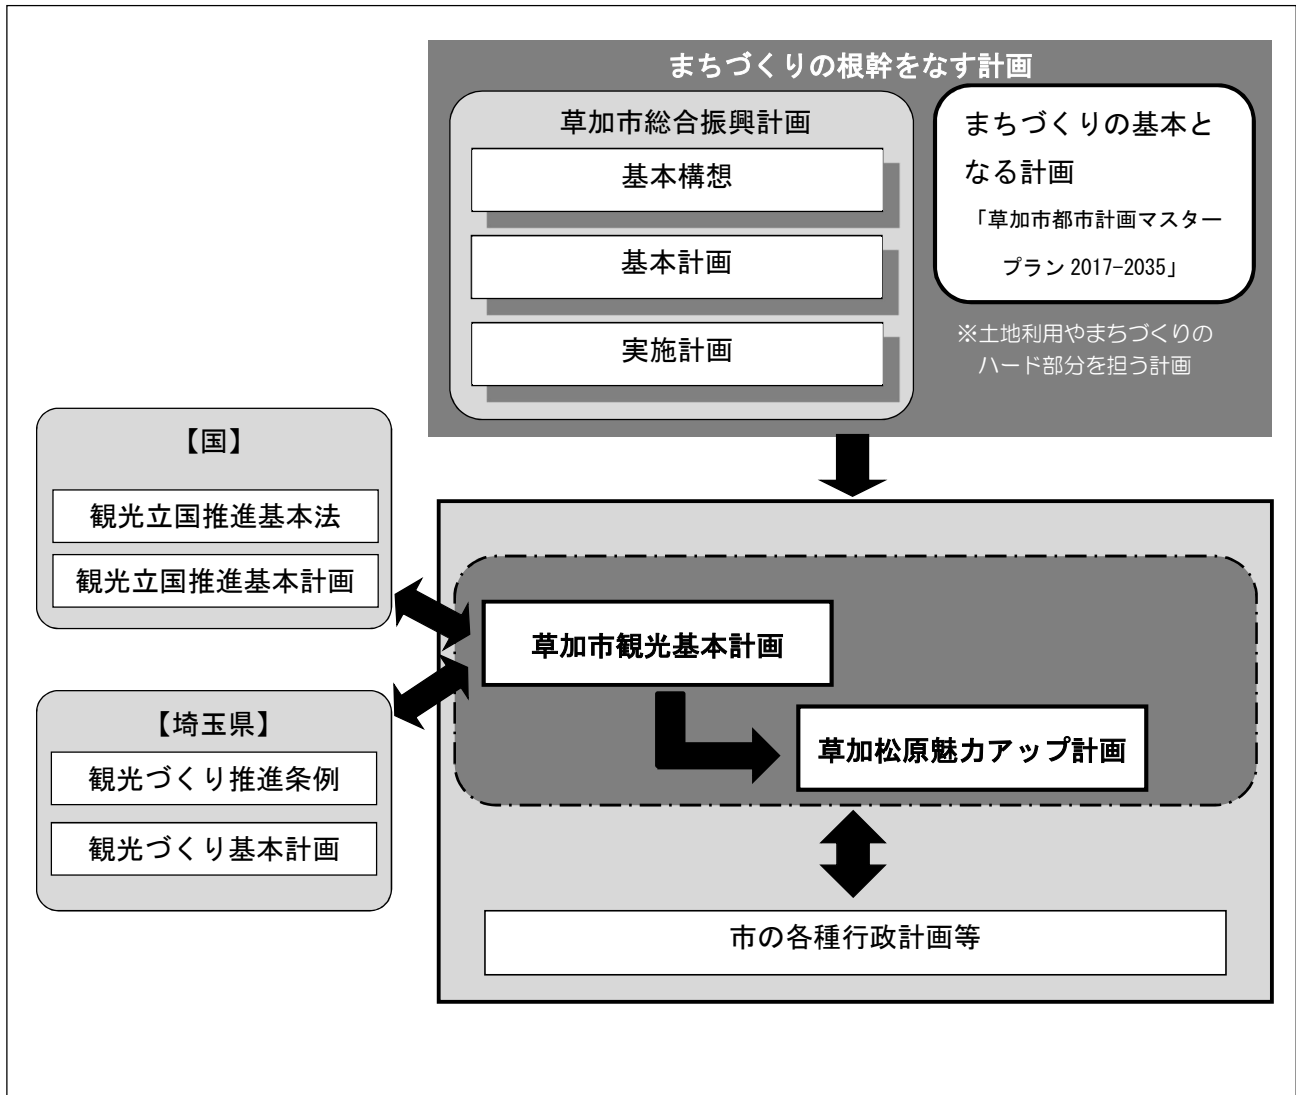 まちづくりの根幹をなす計画
草加市総合振興計画
基本構想
基本計画
実施計画
まちづくりの基本と
なる計画
「草加市都市計画マスター
プラン 2017-2035」
※土地利用やまちづくりの
ハード部分を担う計画
【国】
観光立国推進基本法
観光立国推進基本計画
【埼玉県】
観光づくり推進条例
観光づくり基本計画
草加市観光基本計画
草加松原魅力アップ計画
市の各種行政計画等